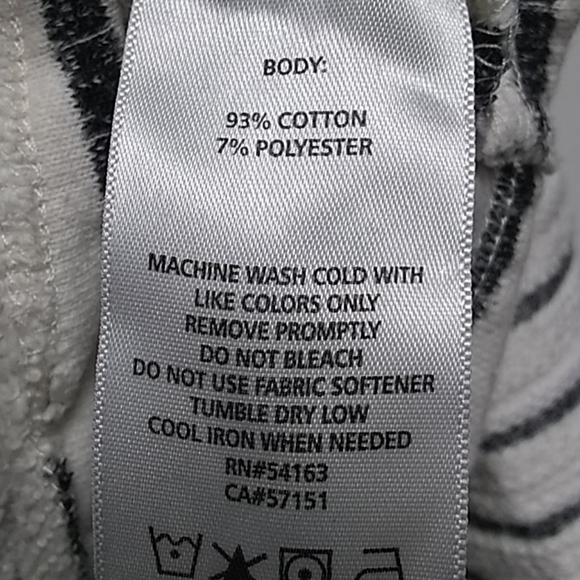 BODY:
93% COTTON
7% POLYESTER
MACHINE WASH COLD WITH
LIKE COLORS ONLY
REMOVE PROMPTLY
DO NOT BLEACH
DO NOT USE FABRIC SOFTENER
TUMBLE DRY LOW
COOL IRON WHEN NEEDED
RN#54163
CA#57151